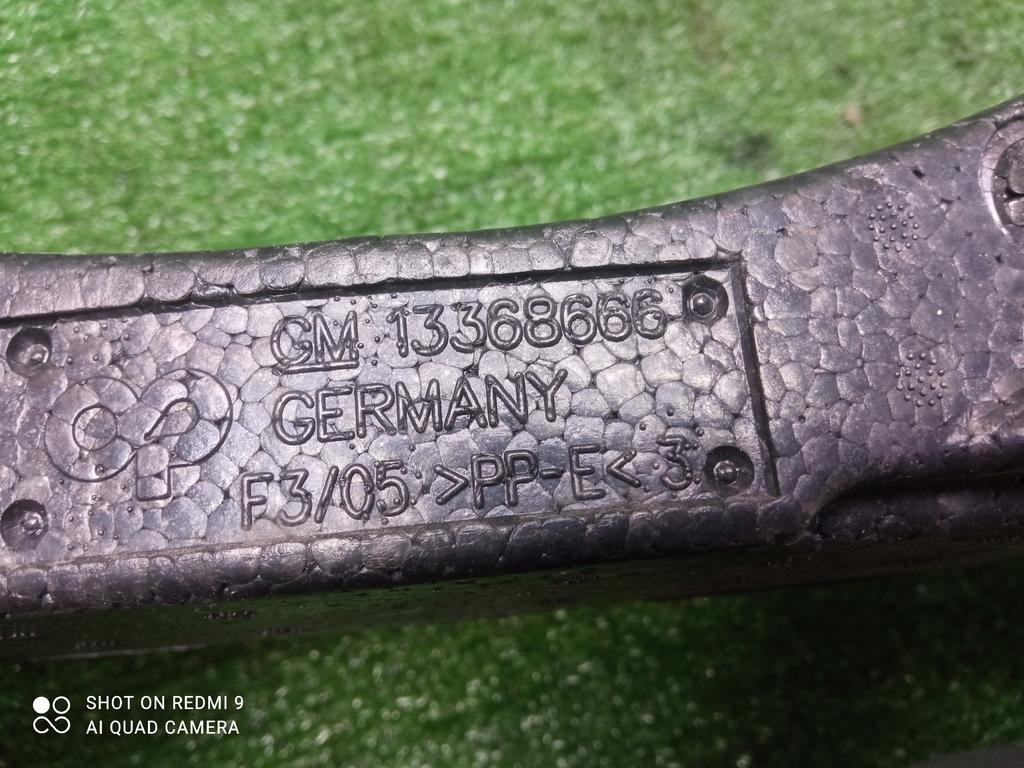 GM 13368666
GERMANY
F3/05 >PP-E< 3
SHOT ON REDMI 9
AI QUAD CAMERA